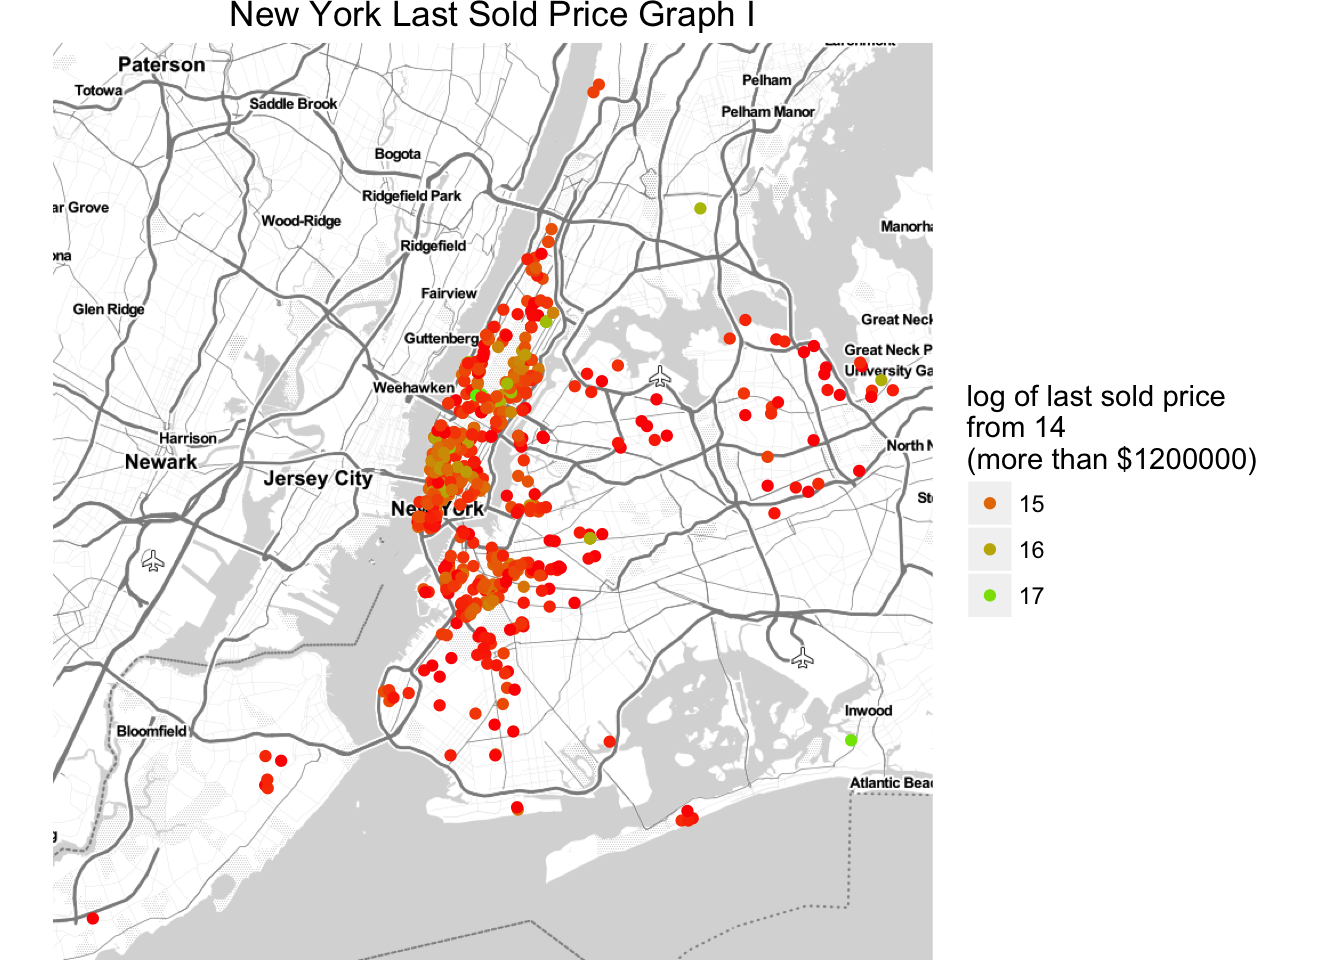 New York Last Sold Price Graph I
Larchmont
Paterson
Pelham
Totowa
Saddle Brook
Pelham Manor
Bogota
Ridgefield Park
ar Grove
Wood-Ridge
Manorha
Ridgefield
ona
Fairview
Glen Ridge
Great Neck
Guttenberg
Great Neck P
University Ga
Weehawken
log of last sold price
from 14
(more than $1200000)
Harrison
North N
Newark
Jersey City
15
St
New York
16
17
Inwood
Bloomfield
Atlantic Beac